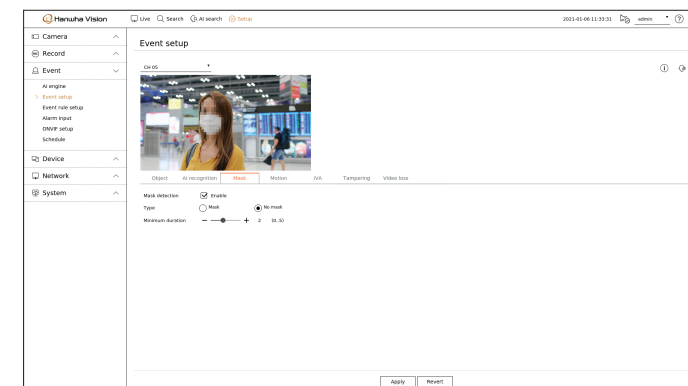 Hanwha Vision
Live Search AI search Setup
2021-01-06 11:33:31 admin
Camera
Record
Event
AI engine
> Event setup
Event rule setup
Alarm input
ONVIF setup
Schedule
Device
Network
System
Event setup
CH 05
Object AI recognition Mask Motion IVA Tampering Video loss
Mask detection Enable
Type Mask No mask
Minimum duration 2 (0..5)
Apply Revert